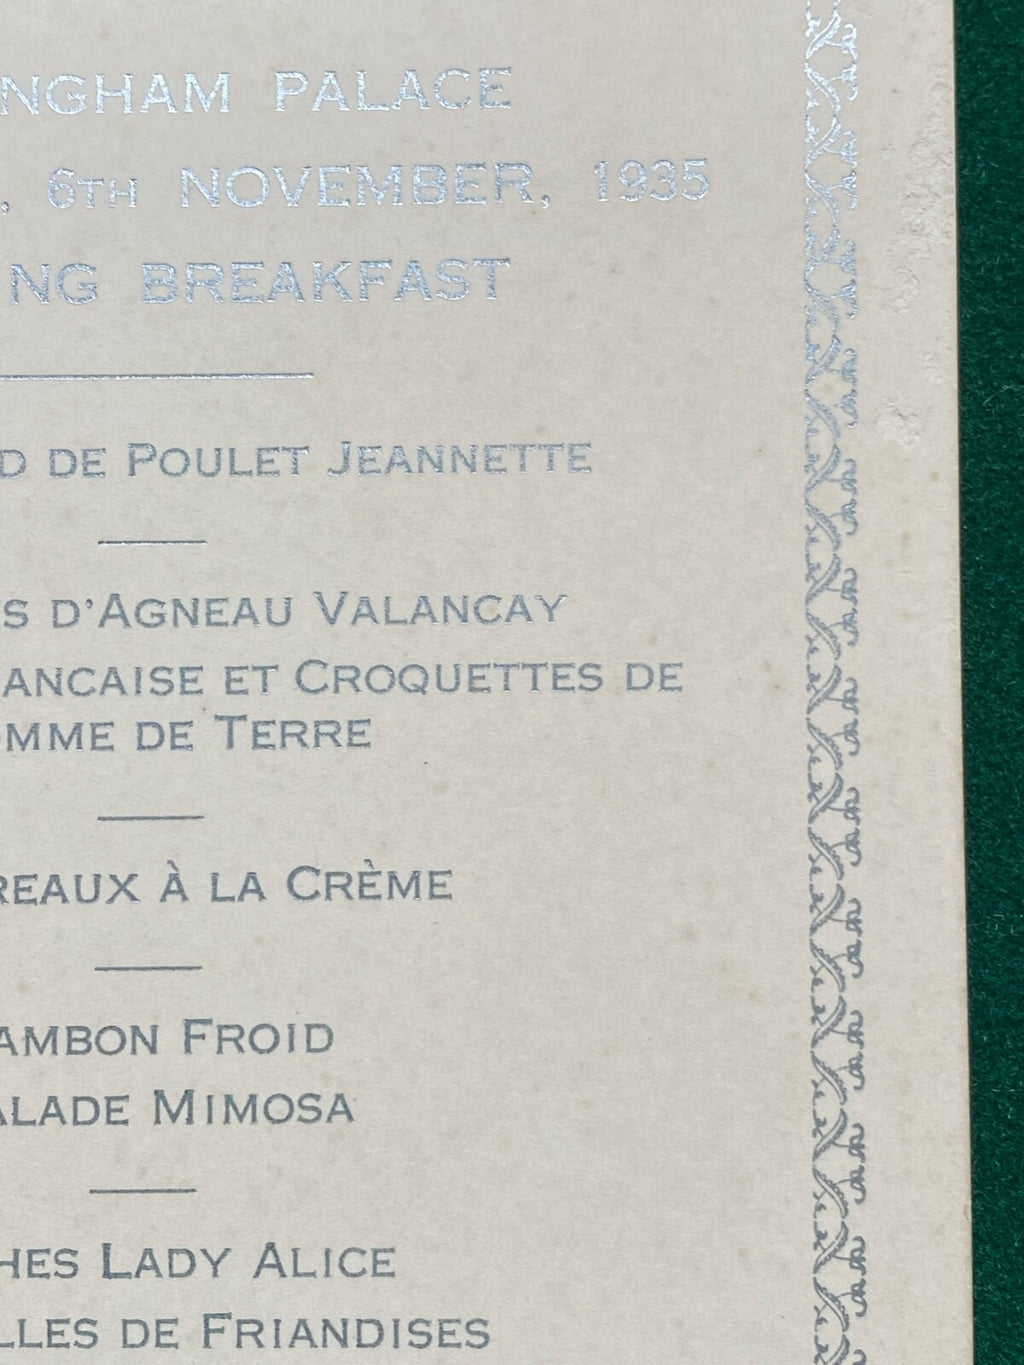 NGHAM PALACE
. 6TH NOVEMBER, 1935
NG BREAKFAST
D DE POULET JEANNETTE
S D'AGNEAU VALANCAY
ANCAISE ET CROQUETTES DE
OMME DE TERRE
REAUX À LA CRÈME
AMBON FROID
ALADE MIMOSA
HES LADY ALICE
LLES DE FRIANDISES